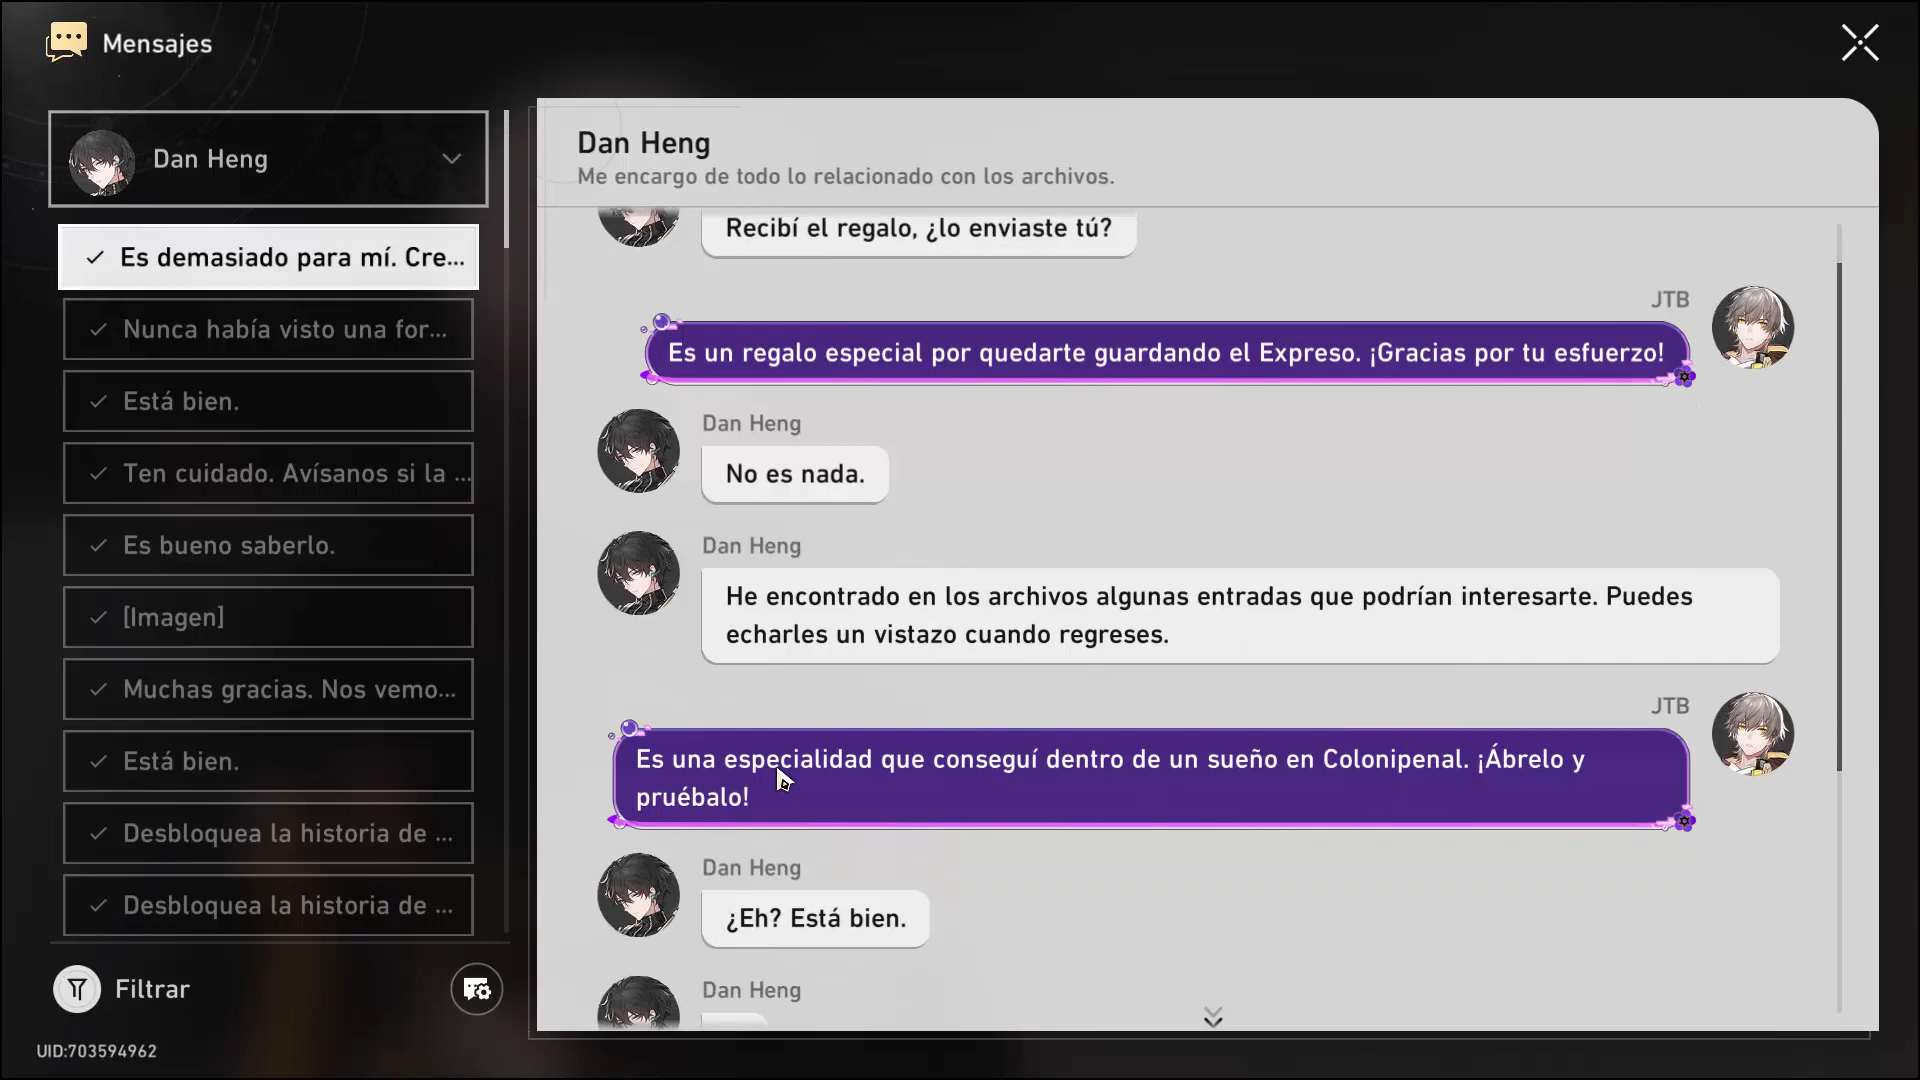 Mensajes
Dan Heng
Es demasiado para mí. Cre...
Nunca había visto una for...
Está bien.
Ten cuidado. Avísanos si la ...
Es bueno saberlo.
[Imagen]
Muchas gracias. Nos vemo...
Está bien.
Desbloquea la historia de ...
Desbloquea la historia de ...
Filtrar
UID:703594962
Dan Heng
Me encargo de todo lo relacionado con los archivos.
Recibí el regalo, ¿lo enviaste tú?
JTB
Es un regalo especial por quedarte guardando el Expreso. ¡Gracias por tu esfuerzo!
Dan Heng
No es nada.
Dan Heng
He encontrado en los archivos algunas entradas que podrían interesarte. Puedes
echarles un vistazo cuando regreses.
JTB
Es una especialidad que conseguí dentro de un sueño en Colonipenal. ¡Ábrelo y
pruébalo!
Dan Heng
¿Eh? Está bien.
Dan Heng